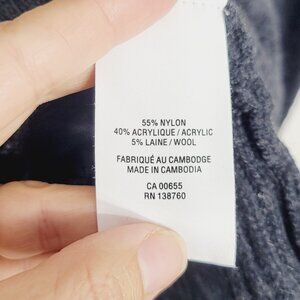 55% NYLON
40% ACRYLIQUE / ACRYLIC
5% LAINE / WOOL
FABRIQUÉ AU CAMBODGE
MADE IN CAMBODIA
CA 00655
RN 138760